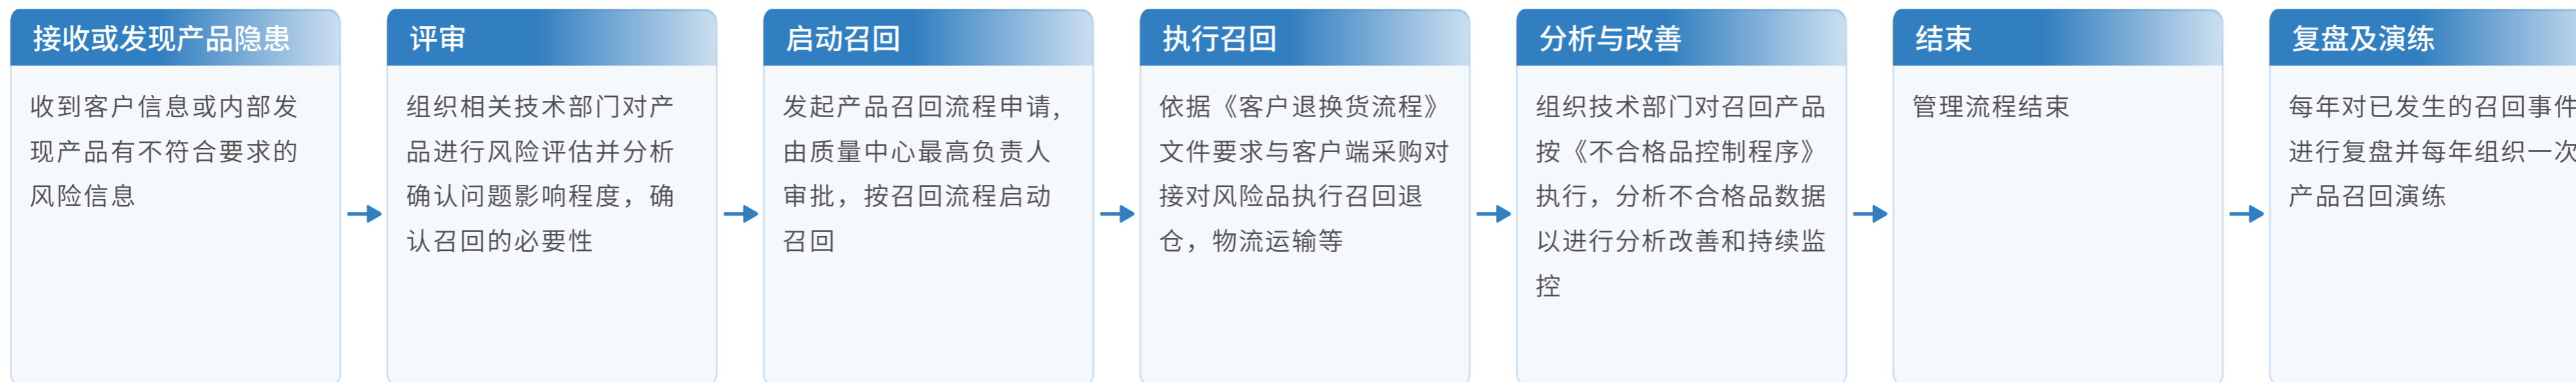 接收或发现产品隐患
收到客户信息或内部发
现产品有不符合要求的
风险信息
评审
组织相关技术部门对产
品进行风险评估并分析
确认问题影响程度，确
认召回的必要性
启动召回
发起产品召回流程申请,
由质量中心最高负责人
审批，按召回流程启动
召回
执行召回
依据《客户退换货流程》
文件要求与客户端采购对
接对风险品执行召回退
仓，物流运输等
分析与改善
组织技术部门对召回产品
按《不合格品控制程序》
执行，分析不合格品数据
以进行分析改善和持续监
控
结束
管理流程结束
复盘及演练
每年对已发生的召回事件
进行复盘并每年组织一次
产品召回演练